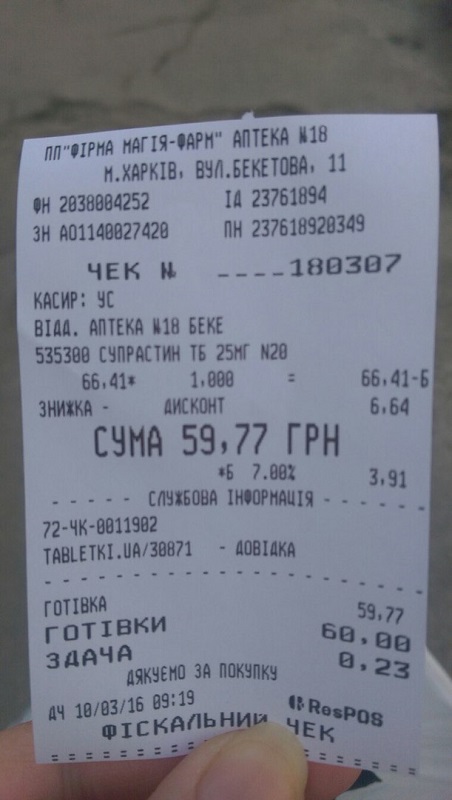 ПП"ФІРМА МАГІЯ-ФАРМ" АПТЕКА №18
М.ХАРКІВ, ВУЛ.БЕКЕТОВА, 11
ФН 2038004252 ІД 23761894
ЗН АО1140027420 ПН 237618920349
ЧЕК № ____180307
КАСИР: УС
ВІДД. АПТЕКА №18 БЕКЕ
535300 СУПРАСТИН ТБ 25МГ N20
66,41* 1,000 = 66,41-Б
ЗНИЖКА - ДИСКОНТ 6,64
СУМА 59,77 ГРН
*Б 7.00% 3,91
- - - - - СЛУЖБОВА ІНФОРМАЦІЯ - - - - - -
72-ЧК-0011902
TABLETKI.UA/30871 - ДОВІДКА
ГОТІВКА 59,77
ГОТІВКИ 60,00
ЗДАЧА 0,23
ДЯКУЄМО ЗА ПОКУПКУ
ДЧ 10/03/16 09:19 ResPOS
ФІСКАЛЬНИЙ ЧЕК